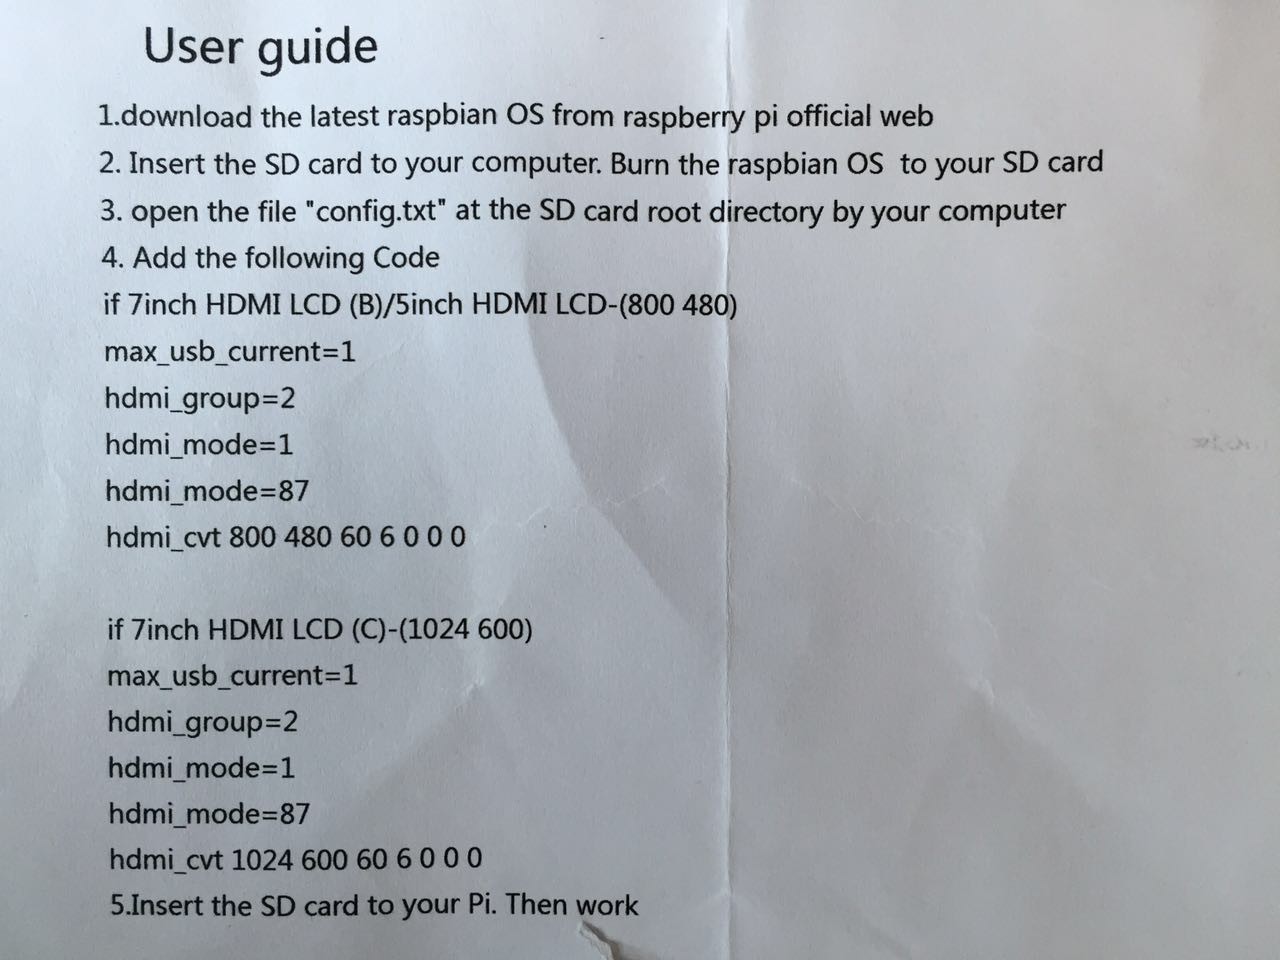 User guide
1.download the latest raspbian OS from raspberry pi official web
2. Insert the SD card to your computer. Burn the raspbian OS  to your SD card
3. open the file "config.txt" at the SD card root directory by your computer
4. Add the following Code
if 7inch HDMI LCD (B)/5inch HDMI LCD-(800 480)
max_usb_current=1
hdmi_group=2
hdmi_mode=1
hdmi_mode=87
hdmi_cvt 800 480 60 6 0 0 0
if 7inch HDMI LCD (C)-(1024 600)
max_usb_current=1
hdmi_group=2
hdmi_mode=1
hdmi_mode=87
hdmi_cvt 1024 600 60 6 0 0 0
5.Insert the SD card to your Pi. Then work